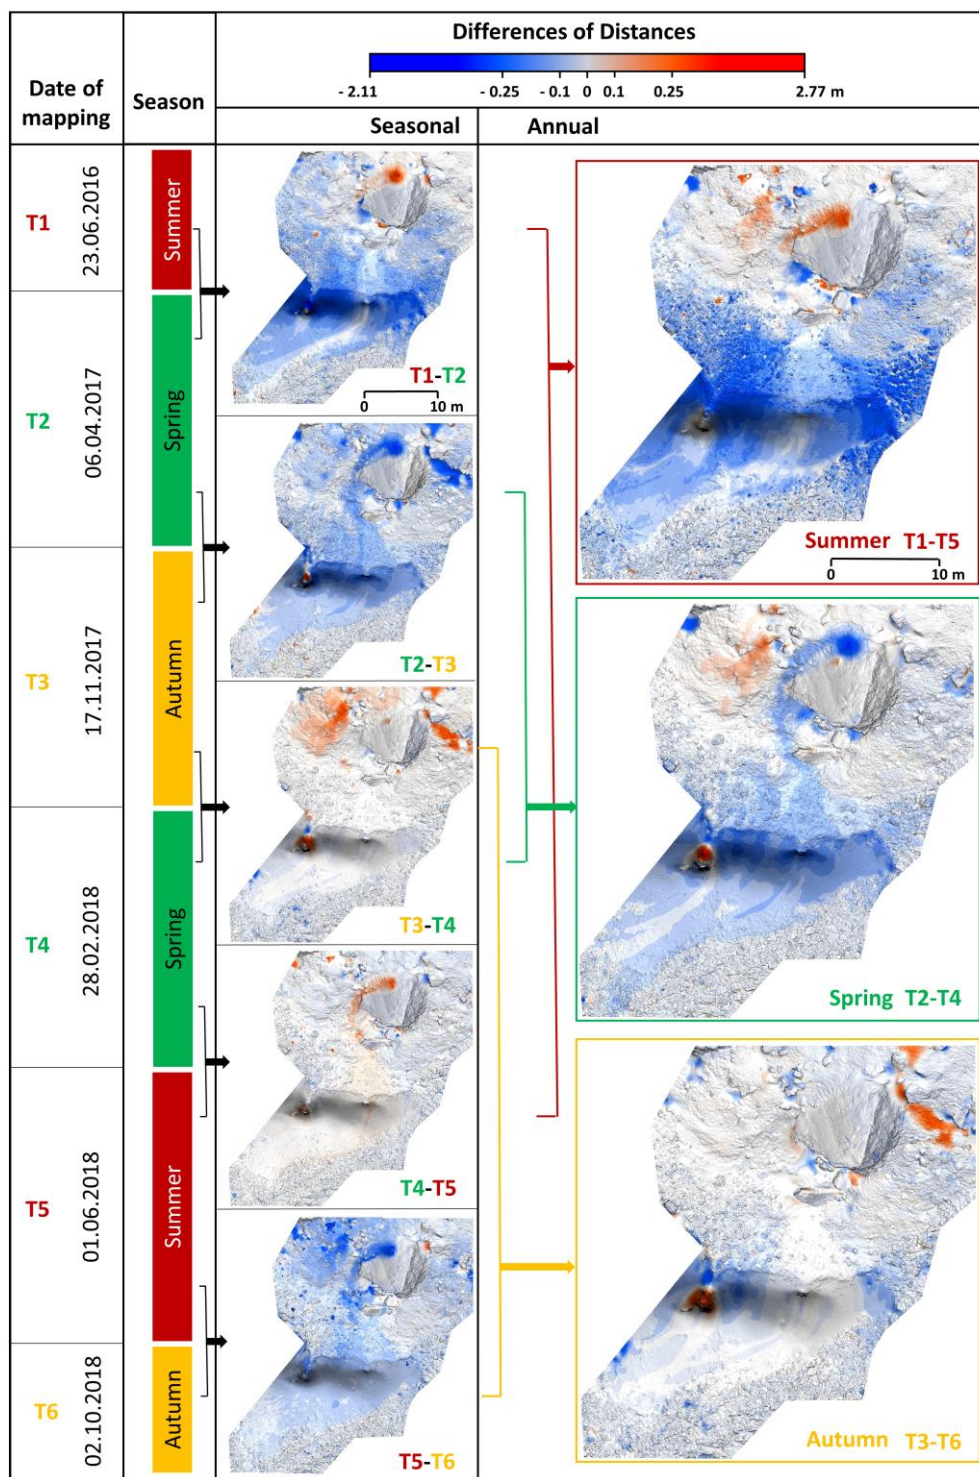 Differences of Distances
- 2.11 - 0.25 - 0.1 0 0.1 0.25 2.77 m
Date of
mapping
Season
Seasonal
Annual
T1
23.06.2016
Summer
T1-T2
0 10 m
T2
06.04.2017
Spring
T2-T3
T3
17.11.2017
Autumn
T3-T4
T4
28.02.2018
Spring
T4-T5
T5
01.06.2018
Summer
T5-T6
T6
02.10.2018
Autumn
Summer T1-T5
0 10 m
Spring T2-T4
Autumn T3-T6